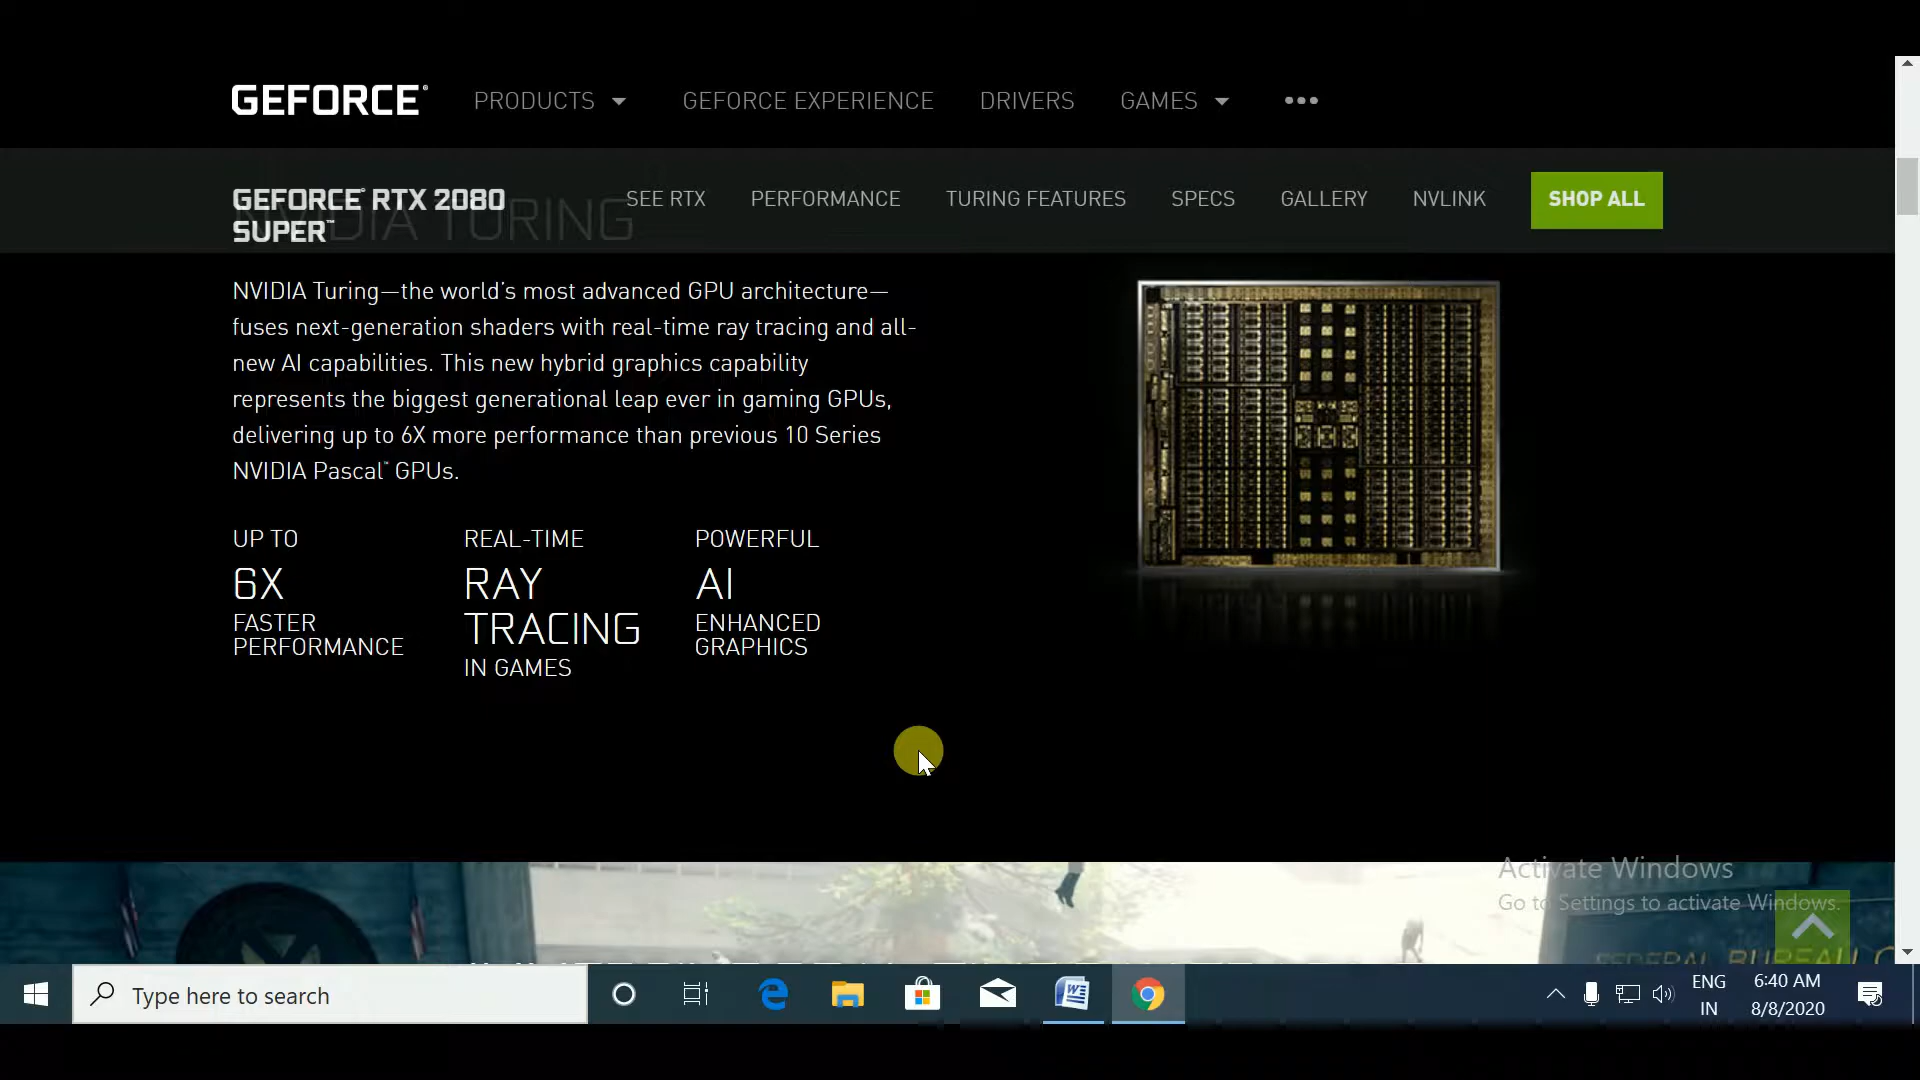 GEFORCE®
PRODUCTS
GEFORCE EXPERIENCE
DRIVERS
GAMES
•••
GEFORCE® RTX 2080
SUPER™
NVIDIA TURING
SEE RTX
PERFORMANCE
TURING FEATURES
SPECS
GALLERY
NVLINK
SHOP ALL
NVIDIA Turing—the world's most advanced GPU architecture—
fuses next-generation shaders with real-time ray tracing and all-
new AI capabilities. This new hybrid graphics capability
represents the biggest generational leap ever in gaming GPUs,
delivering up to 6X more performance than previous 10 Series
NVIDIA Pascal™ GPUs.
UP TO
6X
FASTER
PERFORMANCE
REAL-TIME
RAY
TRACING
IN GAMES
POWERFUL
AI
ENHANCED
GRAPHICS
Activate Windows
Go to Settings to activate Windows.
FEDERAL BUREAU
Type here to search
ENG
IN
6:40 AM
8/8/2020